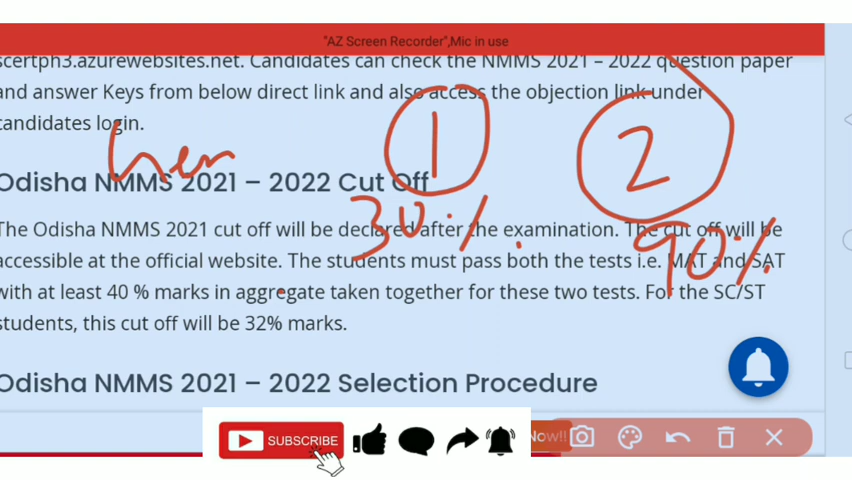 "AZ Screen Recorder",Mic in use
scertph3.azurewebsites.net. Candidates can check the NMMS 2021 – 2022 question paper
and answer Keys from below direct link and also access the objection link under
candidates login.
1
2
Odisha NMMS 2021 – 2022 Cut Off
30%.
90%
The Odisha NMMS 2021 cut off will be declared after the examination. The cut off will be
accessible at the official website. The students must pass both the tests i.e. MAT and SAT
with at least 40 % marks in aggregate taken together for these two tests. For the SC/ST
students, this cut off will be 32% marks.
Odisha NMMS 2021 – 2022 Selection Procedure
SUBSCRIBE
Now!!